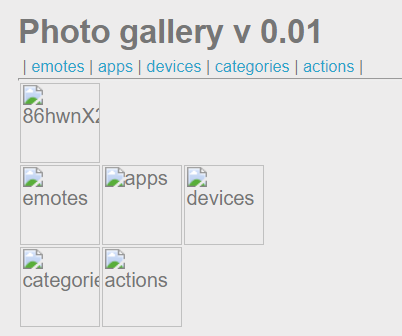 Photo gallery v 0.01
| emotes | apps | devices | categories | actions |
86hwnX2
emotes apps devices
categorie actions